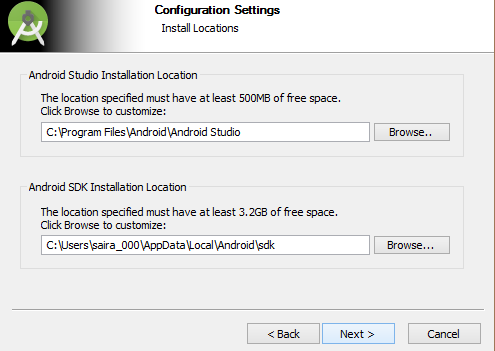 Configuration Settings
Install Locations
Android Studio Installation Location
The location specified must have at least 500MB of free space.
Click Browse to customize:
C:\Program Files\Android\Android Studio
Browse..
Android SDK Installation Location
The location specified must have at least 3.2GB of free space.
Click Browse to customize:
C:\Users\saira_000\AppData\Local\Android\sdk
Browse...
< Back
Next >
Cancel